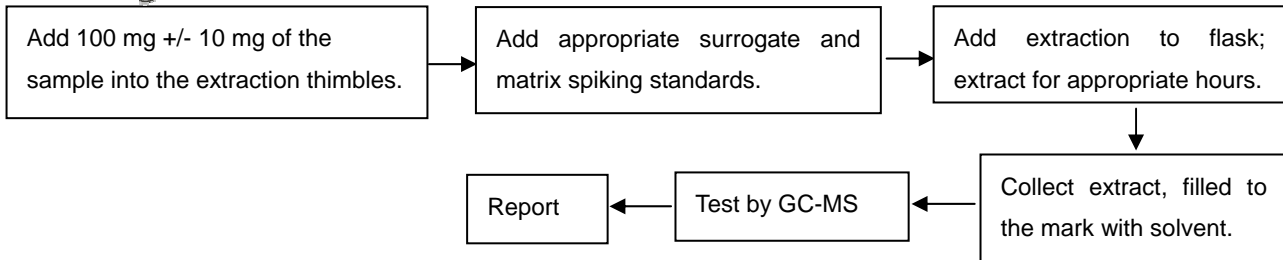 Add 100 mg +/- 10 mg of the
sample into the extraction thimbles.
Add appropriate surrogate and
matrix spiking standards.
Add extraction to flask;
extract for appropriate hours.
Collect extract, filled to
the mark with solvent.
Test by GC-MS
Report